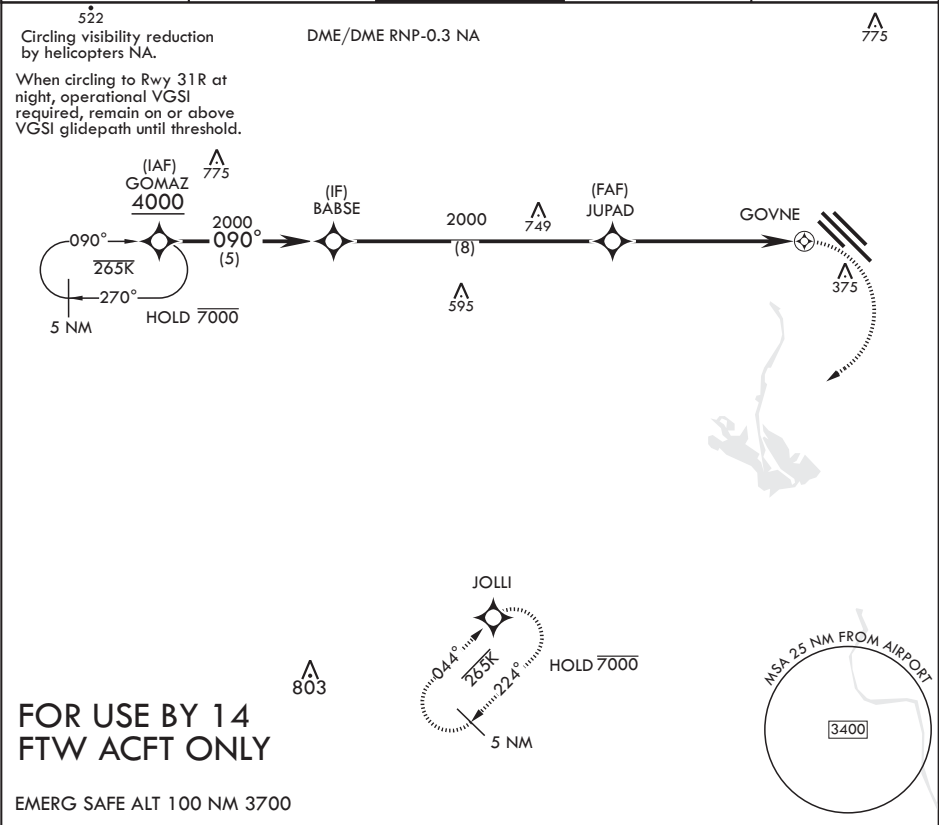 522
Circling visibility reduction
by helicopters NA.
DME/DME RNP-0.3 NA
775
When circling to Rwy 31R at
night, operational VGSI
required, remain on or above
VGSI glidepath until threshold.
(IAF)
GOMAZ
4000
775
(IF)
BABSE
(FAF)
JUPAD
GOVNE
2000
090°
(5)
2000
(8)
749
090°
265K
270°
5 NM
HOLD 7000
595
375
JOLLI
044°
265K
224°
HOLD 7000
5 NM
803
MSA 25 NM FROM AIRPORT
3400
FOR USE BY 14
FTW ACFT ONLY
EMERG SAFE ALT 100 NM 3700